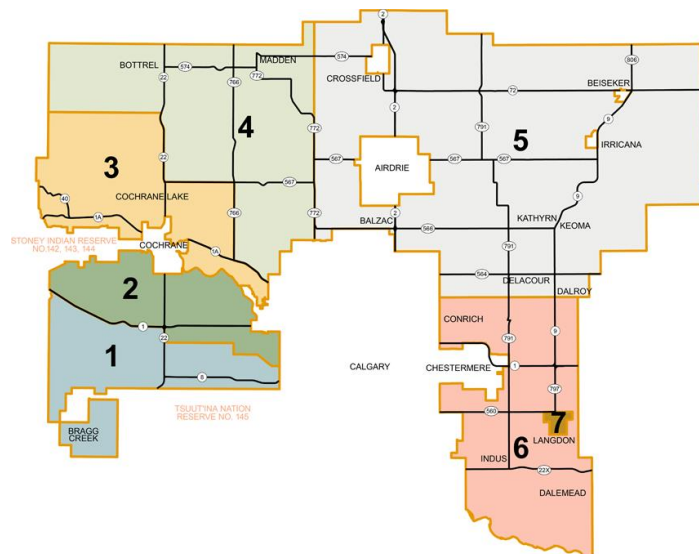 2
MADDEN
574
BOTTREL
574
CROSSFIELD
806
22
766
772
BEISEKER
72
2
9
4
791
5
772
3
22
IRRICANA
567
567
567
AIRDRIE
567
40
COCHRANE LAKE
9
1A
766
772
BALZAC
2
KATHYRN
KEOMA
566
STONEY INDIAN RESERVE
NO.142, 143, 144
COCHRANE
1A
791
564
DELACOUR
DALROY
2
CONRICH
1
22
791
9
1
CALGARY
CHESTERMERE
1
8
797
TSUUT'INA NATION
RESERVE NO. 145
560
7
BRAGG
CREEK
LANGDON
6
INDUS
22X
DALEMEAD